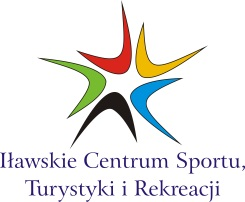 Iławskie Centrum Sportu,
Turystyki i Rekreacji